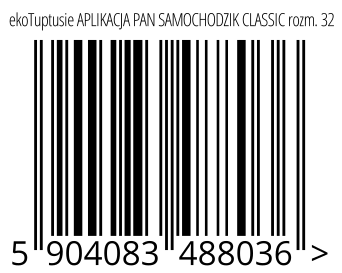 ekoTuptusie APLIKACJA PAN SAMOCHODZIK CLASSIC rozm. 32
5 904083 488036 >